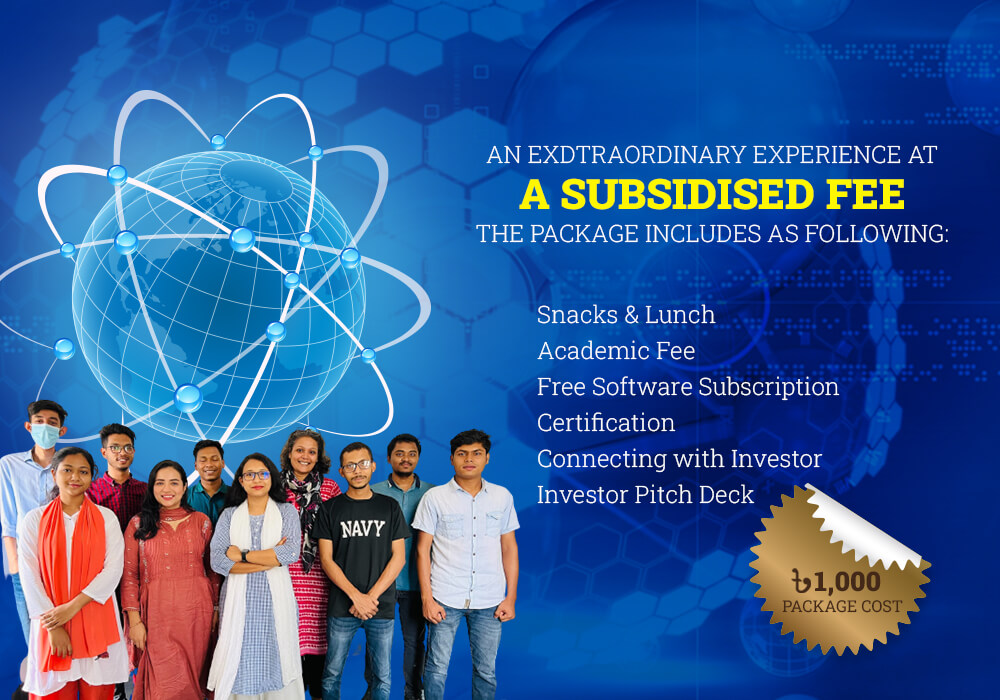 AN EXDTRAORDINARY EXPERIENCE AT
A SUBSIDISED FEE
THE PACKAGE INCLUDES AS FOLLOWING:
Snacks & Lunch
Academic Fee
Free Software Subscription
Certification
Connecting with Investor
Investor Pitch Deck
৳1,000
PACKAGE COST
NAVY